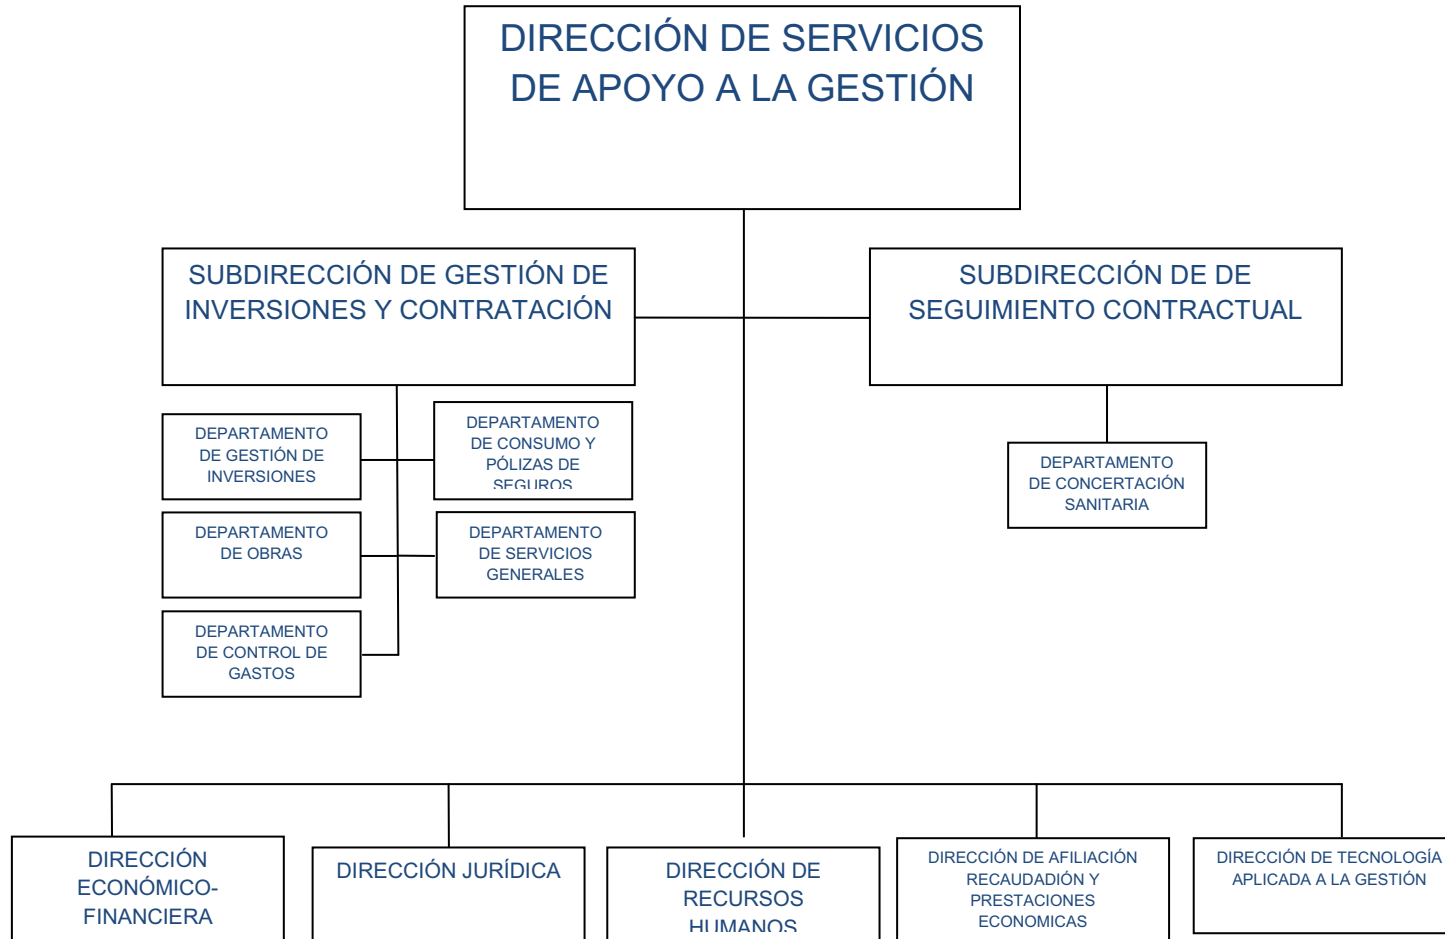 DIRECCIÓN DE SERVICIOS
DE APOYO A LA GESTIÓN
SUBDIRECCIÓN DE GESTIÓN DE
INVERSIONES Y CONTRATACIÓN
SUBDIRECCIÓN DE DE
SEGUIMIENTO CONTRACTUAL
DEPARTAMENTO
DE GESTIÓN DE
INVERSIONES
DEPARTAMENTO
DE CONSUMO Y
PÓLIZAS DE
SEGUROS
DEPARTAMENTO
DE CONCERTACIÓN
SANITARIA
DEPARTAMENTO
DE OBRAS
DEPARTAMENTO
DE SERVICIOS
GENERALES
DEPARTAMENTO
DE CONTROL DE
GASTOS
DIRECCIÓN
ECONÓMICO-
FINANCIERA
DIRECCIÓN JURÍDICA
DIRECCIÓN DE
RECURSOS
HUMANOS
DIRECCIÓN DE AFILIACIÓN
RECAUDADIÓN Y
PRESTACIONES
ECONOMICAS
DIRECCIÓN DE TECNOLOGÍA
APLICADA A LA GESTIÓN